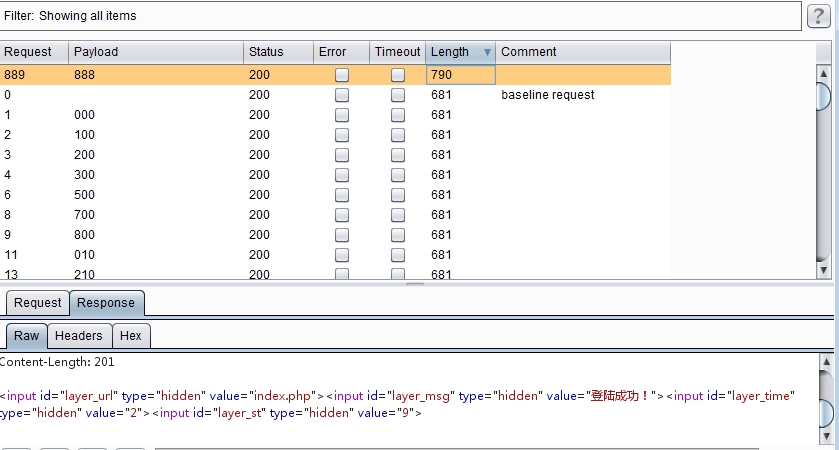 Filter: Showing all items
?
Request Payload Status Error Timeout Length Comment
889 888 200 790
0 200 681 baseline request
1 000 200 681
2 100 200 681
3 200 200 681
4 300 200 681
6 500 200 681
8 700 200 681
9 800 200 681
11 010 200 681
13 210 200 681
Request Response
Raw Headers Hex
Content-Length: 201
<input id="layer_url" type="hidden" value="index.php"><input id="layer_msg" type="hidden" value="登陆成功！"><input id="layer_time"
type="hidden" value="2"><input id="layer_st" type="hidden" value="9">